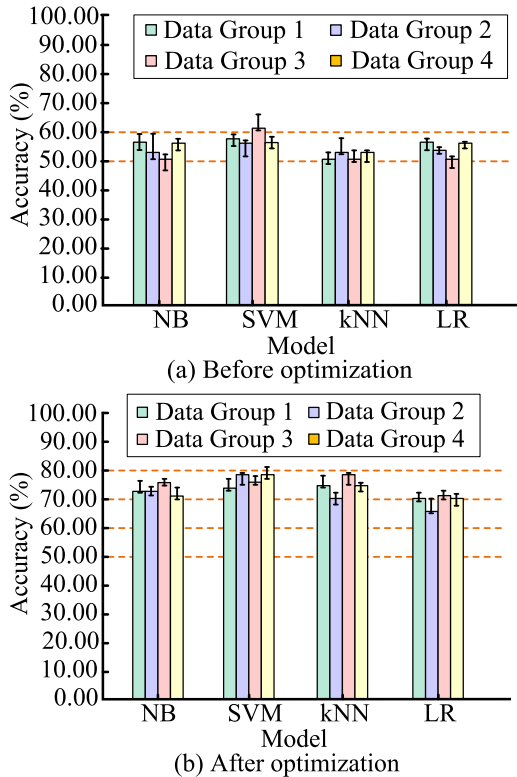 Data Group 1 Data Group 2
Data Group 3 Data Group 4
Accuracy (%)
100.00
90.00
80.00
70.00
60.00
50.00
40.00
30.00
20.00
10.00
0.00
NB SVM kNN LR
Model
(a) Before optimization
Data Group 1 Data Group 2
Data Group 3 Data Group 4
Accuracy (%)
100.00
90.00
80.00
70.00
60.00
50.00
40.00
30.00
20.00
10.00
0.00
NB SVM kNN LR
Model
(b) After optimization